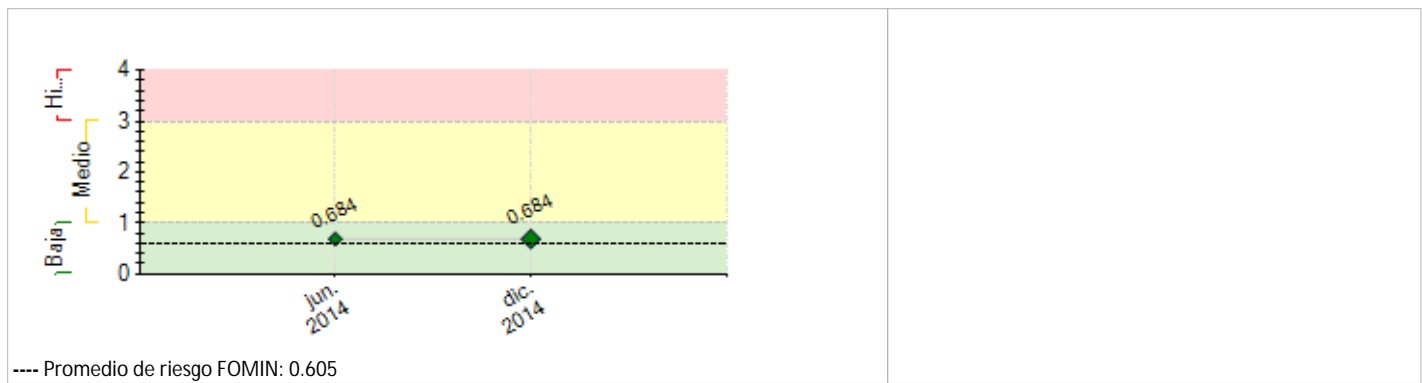 4
3
2
1
0
Hi...
Medio
Baja
0.684
0.684
jun.
2014
dic.
2014
---- Promedio de riesgo FOMIN: 0.605